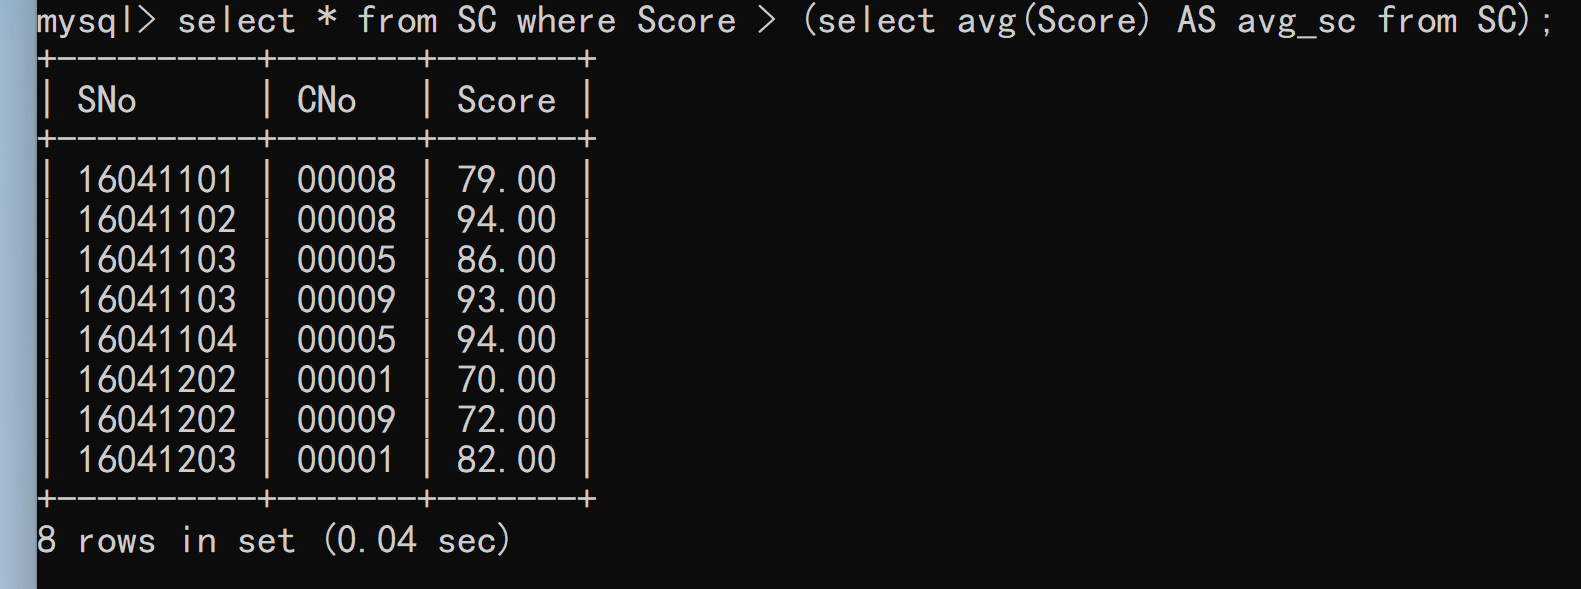 mysql> select * from SC where Score > (select avg(Score) AS avg_sc from SC);
+----------+-------+-------+
| SNo      | CNo   | Score |
+----------+-------+-------+
| 16041101 | 00008 | 79.00 |
| 16041102 | 00008 | 94.00 |
| 16041103 | 00005 | 86.00 |
| 16041103 | 00009 | 93.00 |
| 16041104 | 00005 | 94.00 |
| 16041202 | 00001 | 70.00 |
| 16041202 | 00009 | 72.00 |
| 16041203 | 00001 | 82.00 |
+----------+-------+-------+
8 rows in set (0.04 sec)